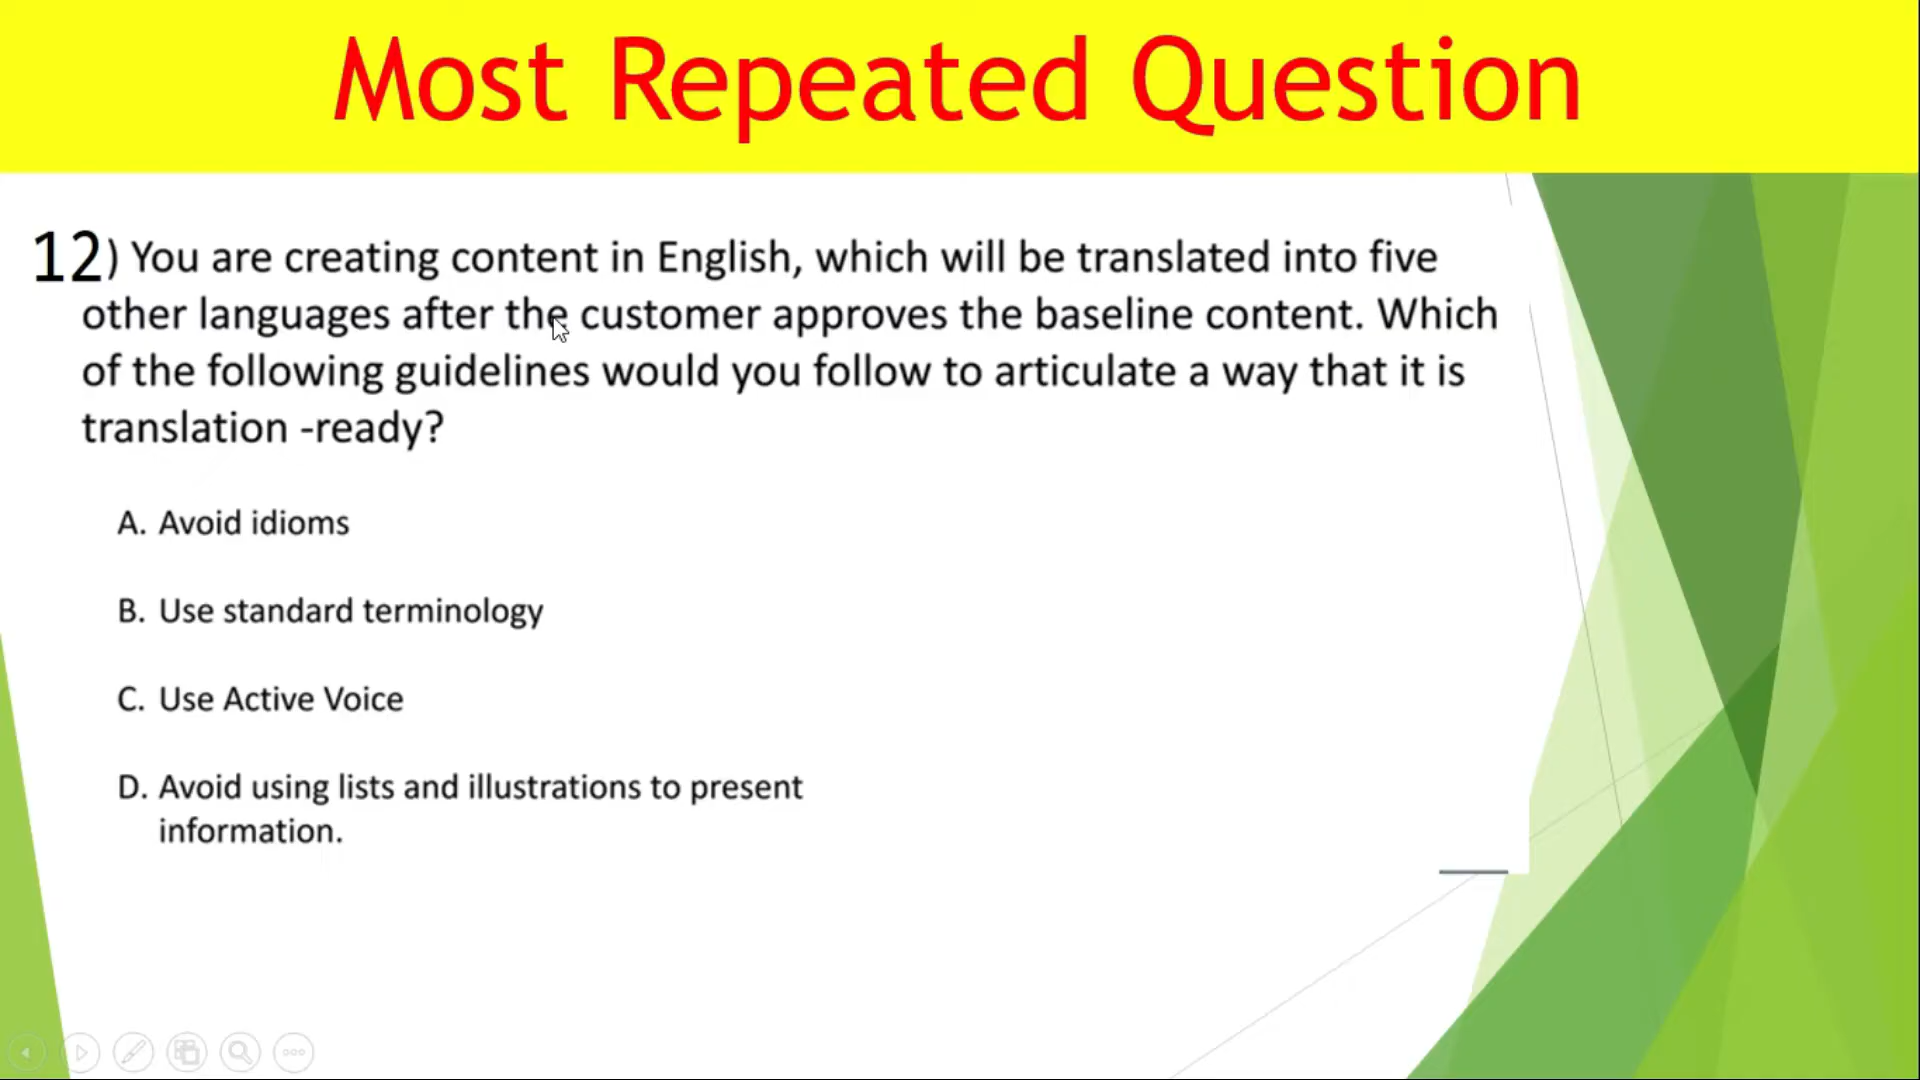 Most Repeated Question
12) You are creating content in English, which will be translated into five
other languages after the customer approves the baseline content. Which
of the following guidelines would you follow to articulate a way that it is
translation -ready?
A. Avoid idioms
B. Use standard terminology
C. Use Active Voice
D. Avoid using lists and illustrations to present
information.